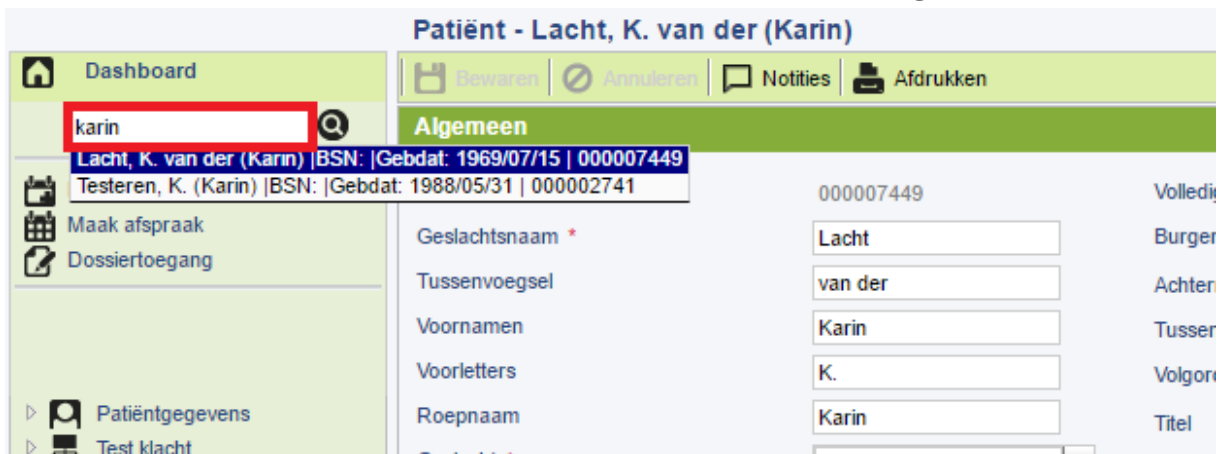 Patiënt - Lacht, K. van der (Karin)
Dashboard
Bewaren Annuleren Notities Afdrukken
karin
Algemeen
Lacht, K. van der (Karin) |BSN: |Gebdat: 1969/07/15 | 000007449
Testeren, K. (Karin) |BSN: |Gebdat: 1988/05/31 | 000002741
000007449
Maak afspraak
Dossiertoegang
Geslachtsnaam * Lacht
Tussenvoegsel van der
Voornamen Karin
Voorletters K.
Roepnaam Karin Titel
Patiëntgegevens
Test klacht